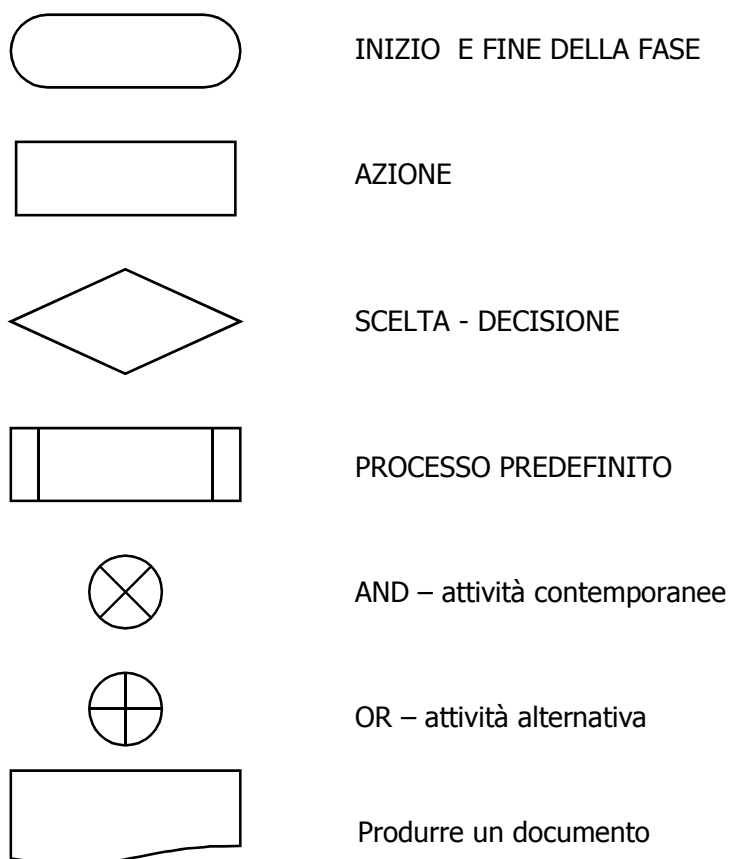 INIZIO  E FINE DELLA FASE
AZIONE
SCELTA - DECISIONE
PROCESSO PREDEFINITO
AND – attività contemporanee
OR – attività alternativa
Produrre un documento